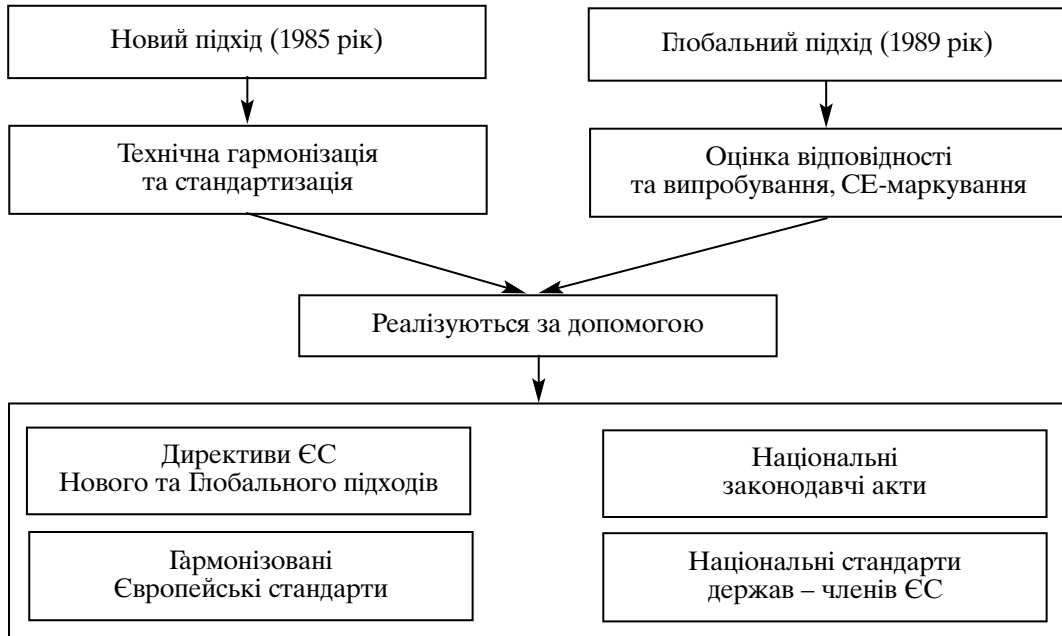 Новий підхід (1985 рік)
Глобальний підхід (1989 рік)
Технічна гармонізація
та стандартизація
Оцінка відповідності
та випробування, СЕ-маркування
Реалізуються за допомогою
Директиви ЄС
Нового та Глобального підходів
Національні
законодавчі акти
Гармонізовані
Європейські стандарти
Національні стандарти
держав – членів ЄС